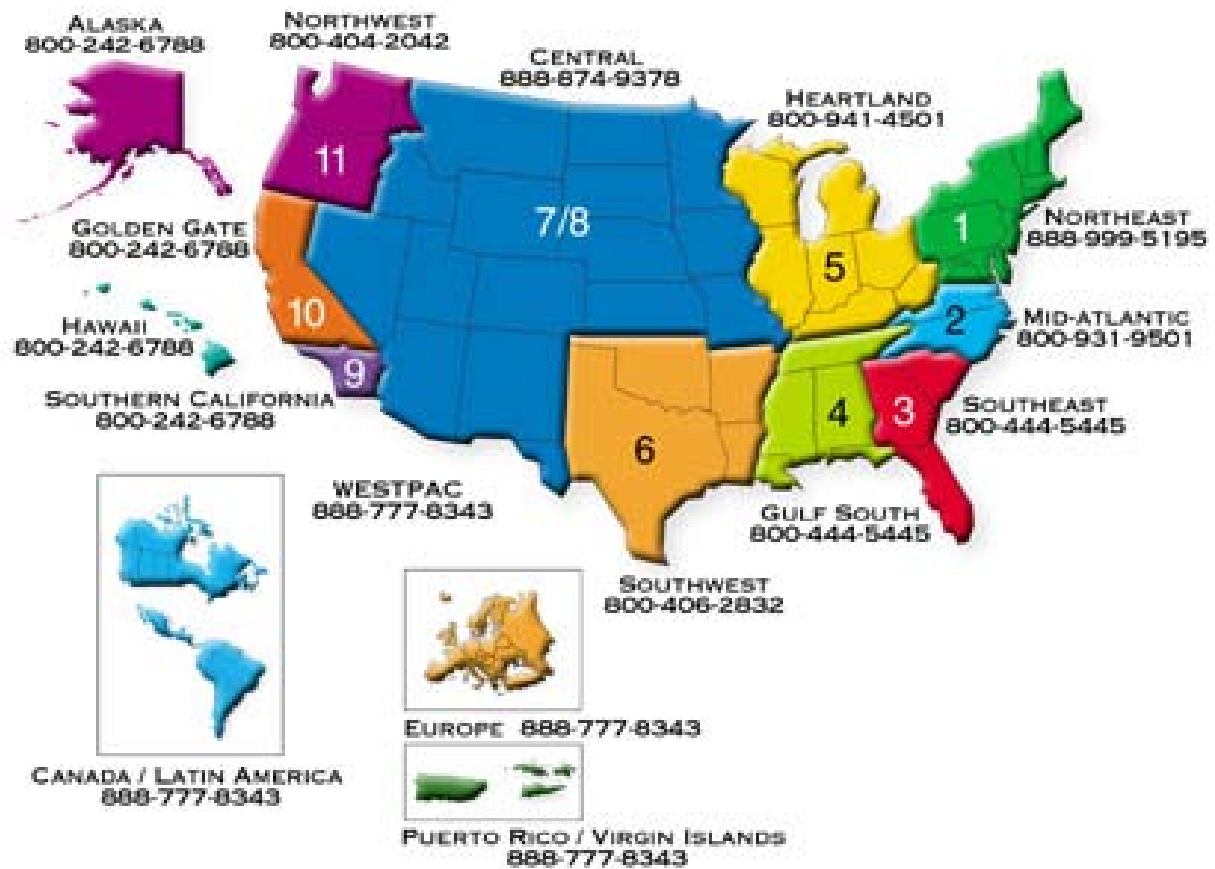 ALASKA
800-242-6788
NORTHWEST
800-404-2042
CENTRAL
888-874-9378
HEARTLAND
800-941-4501
11
7/8
5
1
GOLDEN GATE
800-242-6788
NORTHEAST
888-999-5195
10
2
HAWAII
800-242-6788
MID-ATLANTIC
800-931-9501
9
SOUTHERN CALIFORNIA
800-242-6788
6
4
3
SOUTHEAST
800-444-5445
WESTPAC
888-777-8343
GULF SOUTH
800-444-5445
SOUTHWEST
800-406-2832
EUROPE 888-777-8343
CANADA / LATIN AMERICA
888-777-8343
PUERTO RICO / VIRGIN ISLANDS
888-777-8343